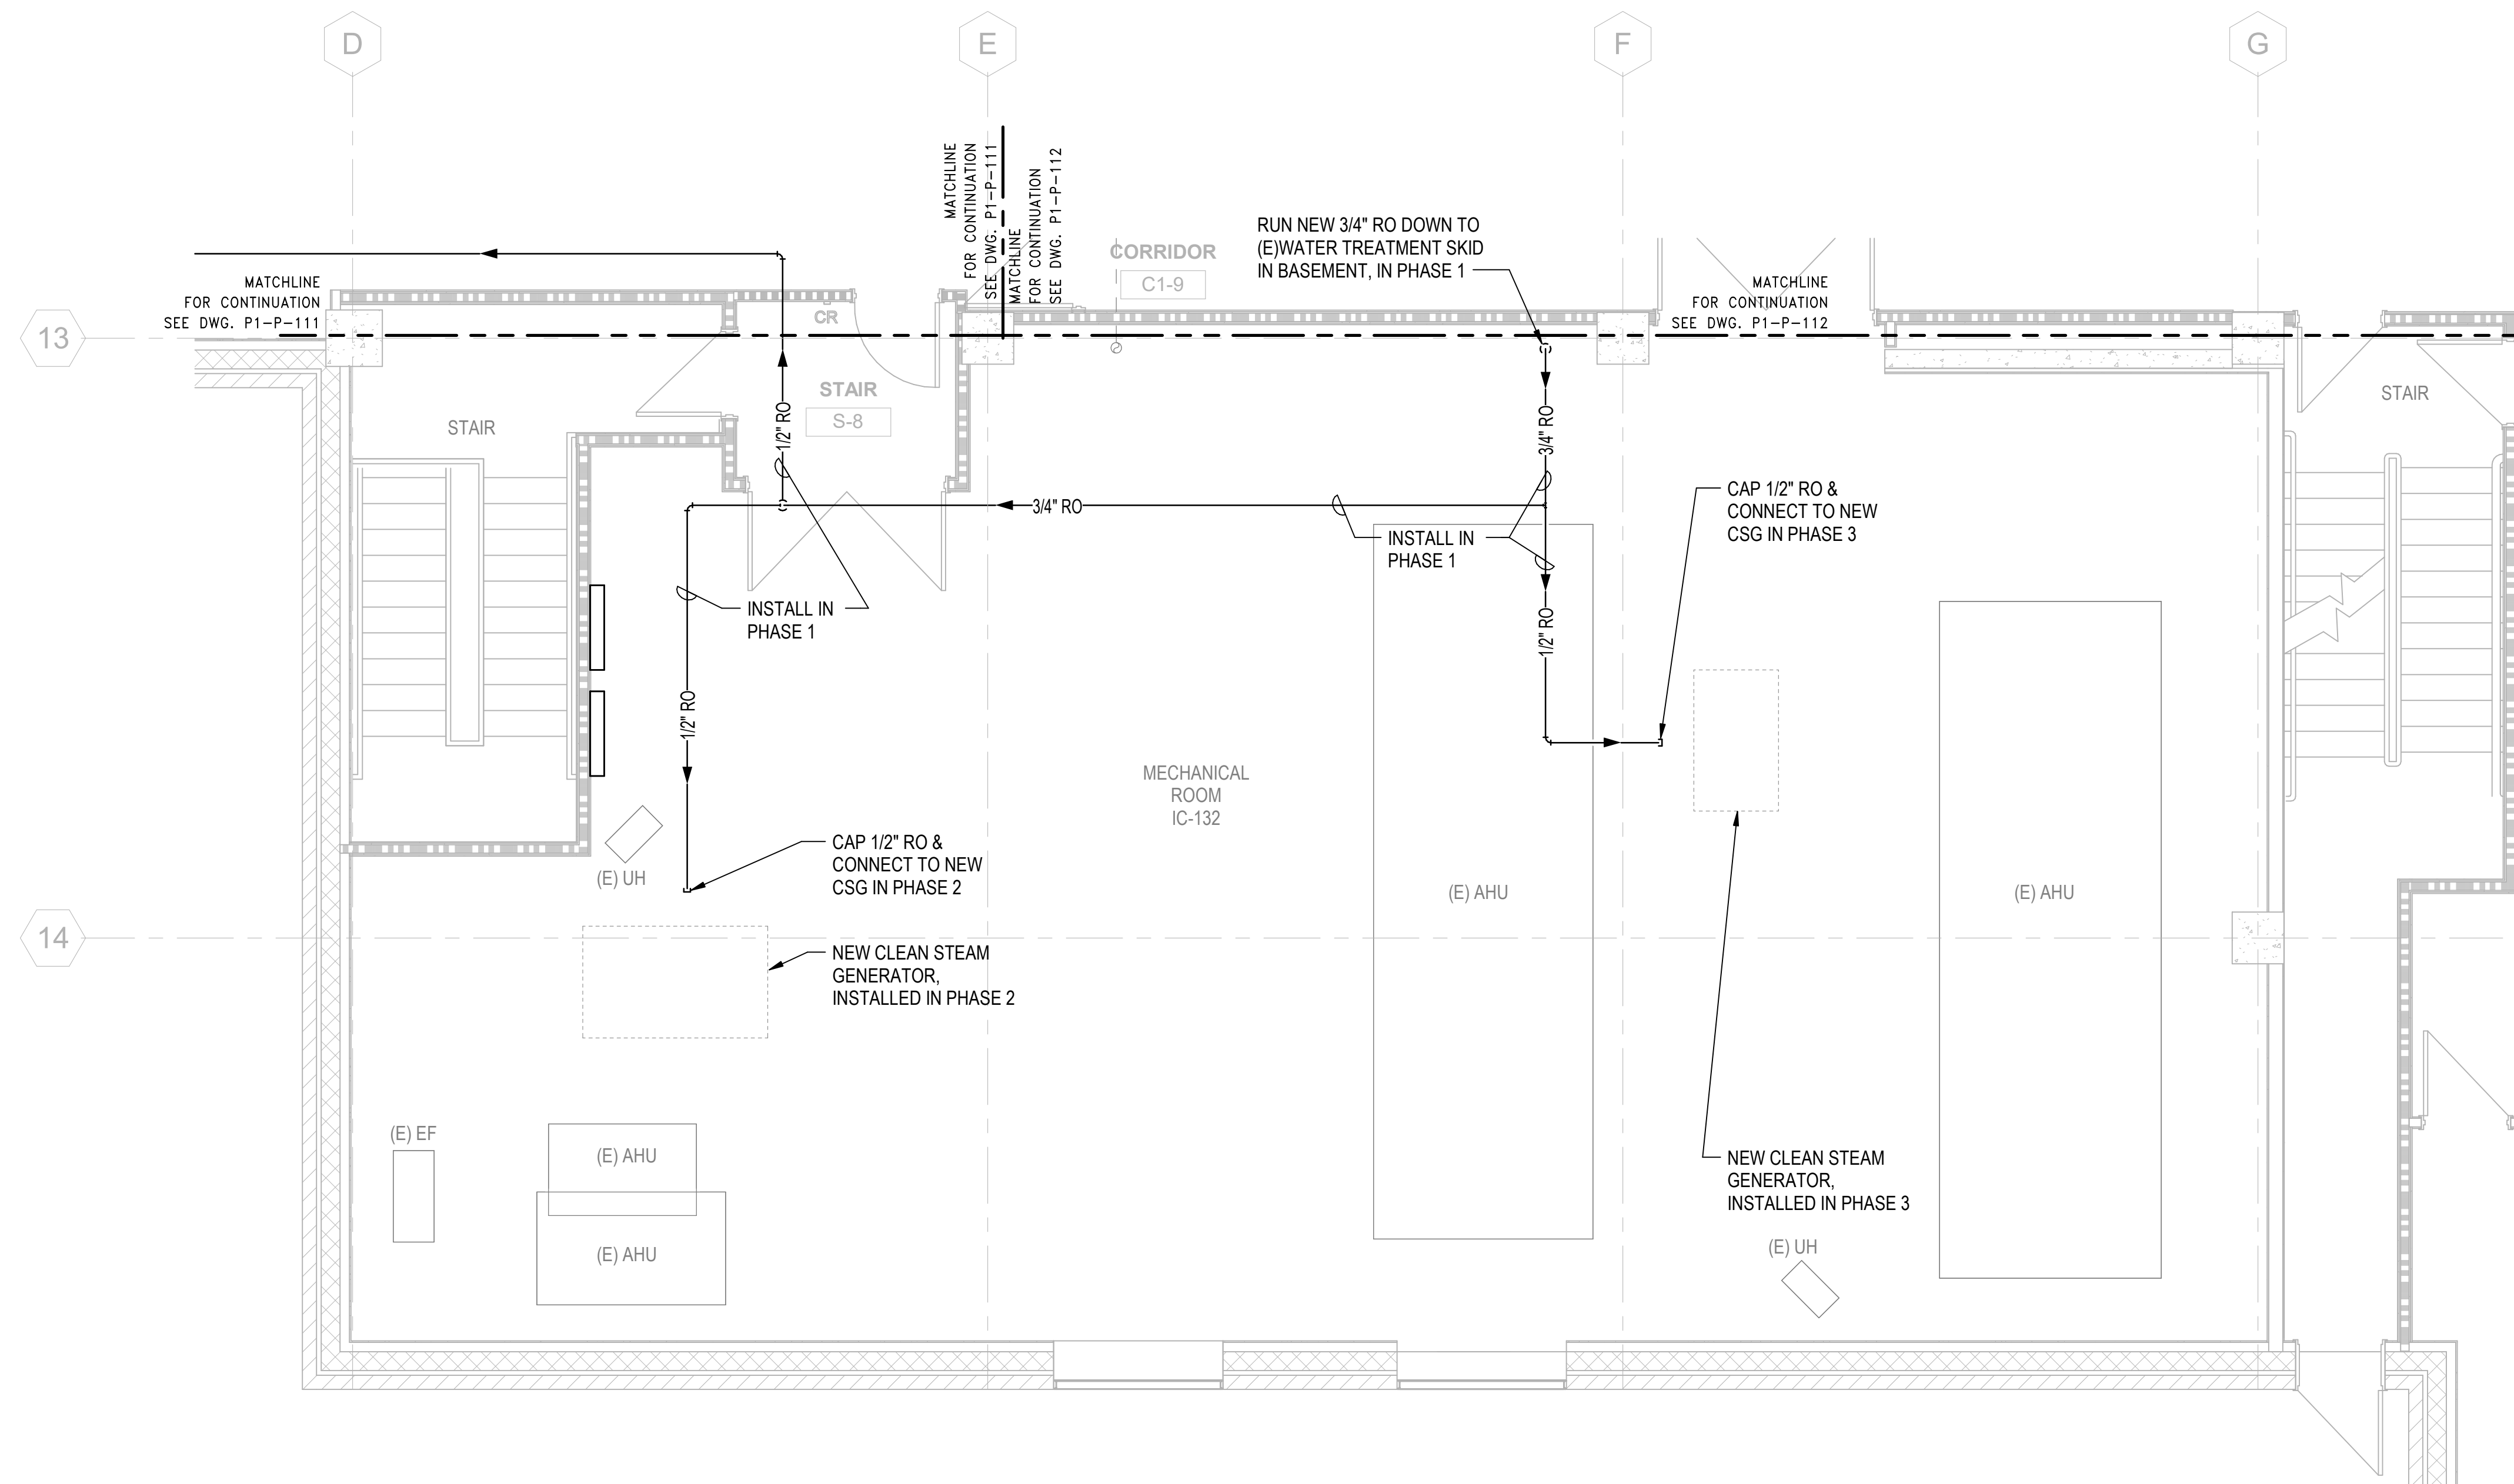 D
E
F
G
13
14
MATCHLINE
FOR CONTINUATION
SEE DWG. P1-P-111
MATCHLINE
FOR CONTINUATION
SEE DWG. P1-P-111
MATCHLINE
FOR CONTINUATION
SEE DWG. P1-P-112
CORRIDOR
C1-9
RUN NEW 3/4" RO DOWN TO
(E)WATER TREATMENT SKID
IN BASEMENT, IN PHASE 1
MATCHLINE
FOR CONTINUATION
SEE DWG. P1-P-112
CR
STAIR
S-8
STAIR
STAIR
1/2" RO
3/4" RO
3/4" RO
INSTALL IN
PHASE 1
CAP 1/2" RO &
CONNECT TO NEW
CSG IN PHASE 3
INSTALL IN
PHASE 1
1/2" RO
1/2" RO
MECHANICAL
ROOM
IC-132
(E) UH
CAP 1/2" RO &
CONNECT TO NEW
CSG IN PHASE 2
(E) AHU
(E) AHU
NEW CLEAN STEAM
GENERATOR,
INSTALLED IN PHASE 2
(E) EF
(E) AHU
(E) AHU
NEW CLEAN STEAM
GENERATOR,
INSTALLED IN PHASE 3
(E) UH